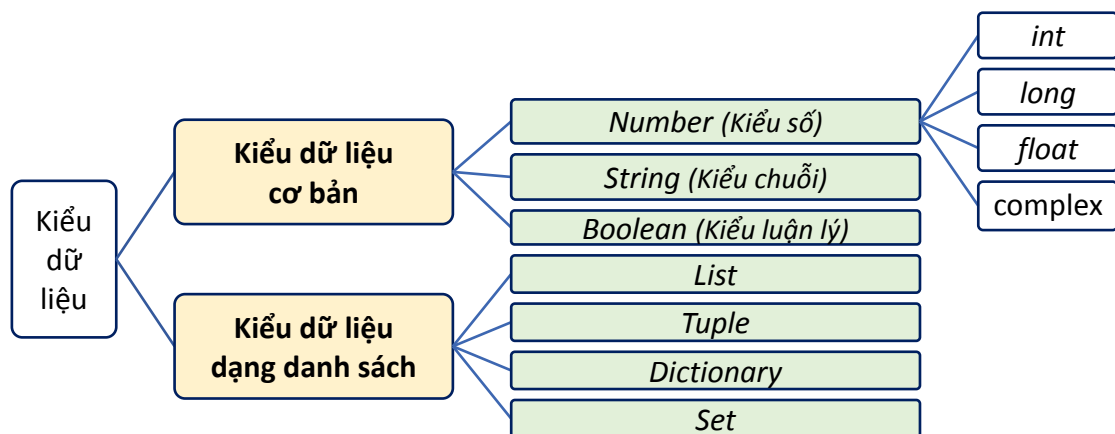 Kiểu
dữ
liệu
Kiểu dữ liệu
cơ bản
Number (Kiểu số)
int
long
float
complex
String (Kiểu chuỗi)
Boolean (Kiểu luận lý)
Kiểu dữ liệu
dạng danh sách
List
Tuple
Dictionary
Set